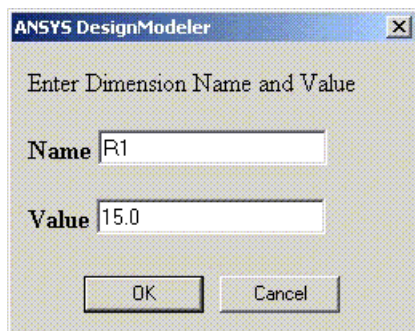 ANSYS DesignModeler
Enter Dimension Name and Value
Name R1
Value 15.0
OK Cancel